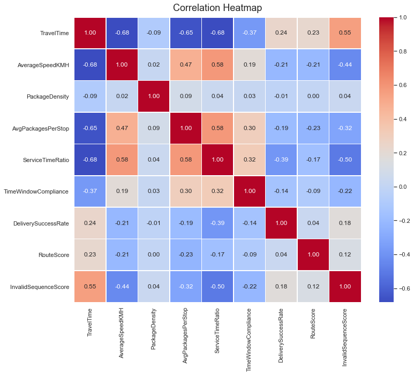 Correlation Heatmap
TravelTime 1.00 -0.68 -0.09 -0.65 -0.68 -0.37 0.24 0.23 0.55
AverageSpeedKMH -0.68 1.00 0.02 0.47 0.58 0.19 -0.21 -0.21 -0.44
PackageDensity -0.09 0.02 1.00 0.09 0.04 0.03 -0.01 0.00 0.04
AvgPackagesPerStop -0.65 0.47 0.09 1.00 0.58 0.30 -0.19 -0.23 -0.32
ServiceTimeRatio -0.68 0.58 0.04 0.58 1.00 0.32 -0.39 -0.17 -0.50
TimeWindowCompliance -0.37 0.19 0.03 0.30 0.32 1.00 -0.14 -0.09 -0.22
DeliverySuccessRate 0.24 -0.21 -0.01 -0.19 -0.39 -0.14 1.00 0.04 0.18
RouteScore 0.23 -0.21 0.00 -0.23 -0.17 -0.09 0.04 1.00 0.12
InvalidSequenceScore 0.55 -0.44 0.04 -0.32 -0.50 -0.22 0.18 0.12 1.00
TravelTime
AverageSpeedKMH
PackageDensity
AvgPackagesPerStop
ServiceTimeRatio
TimeWindowCompliance
DeliverySuccessRate
RouteScore
InvalidSequenceScore
1.0
0.8
0.6
0.4
0.2
0.0
-0.2
-0.4
-0.6